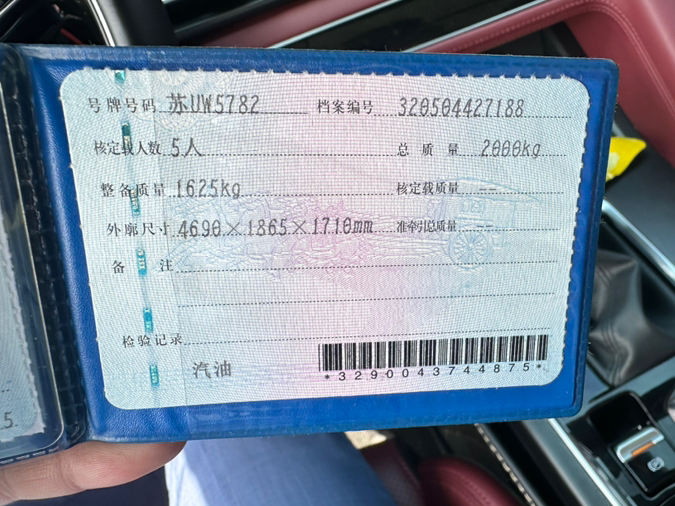 号牌号码 苏UW5782 档案编号 320504427188
核定载人数 5人 总质量 2000kg
整备质量 1625kg 核定载质量 --
外廓尺寸 4690×1865×1710mm 准牵引总质量 --
备注
检验记录
汽油
*3290043744875*
5.